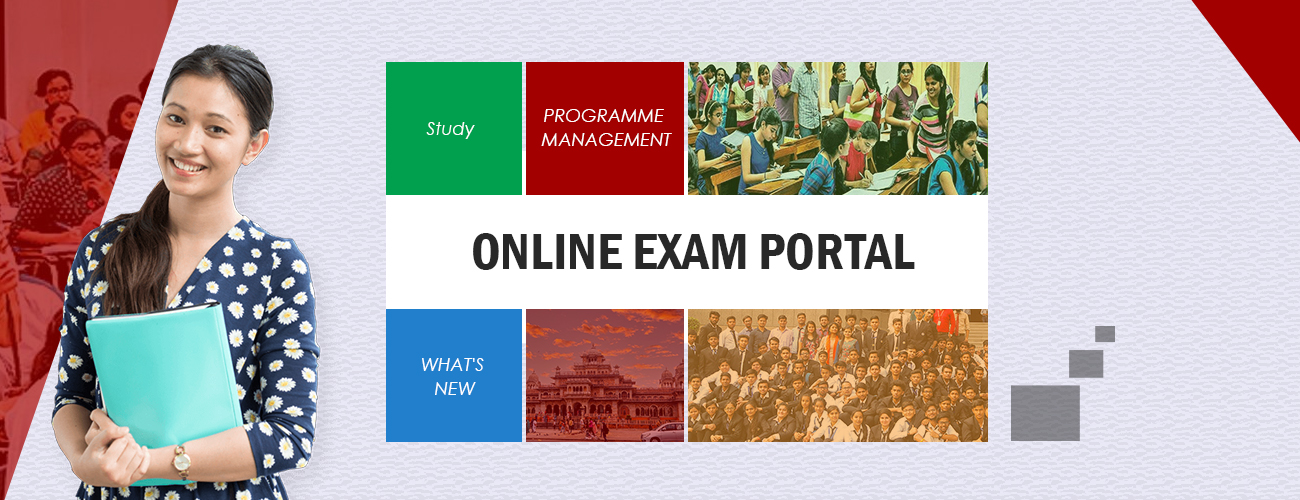 Study
PROGRAMME
MANAGEMENT
ONLINE EXAM PORTAL
WHAT'S
NEW